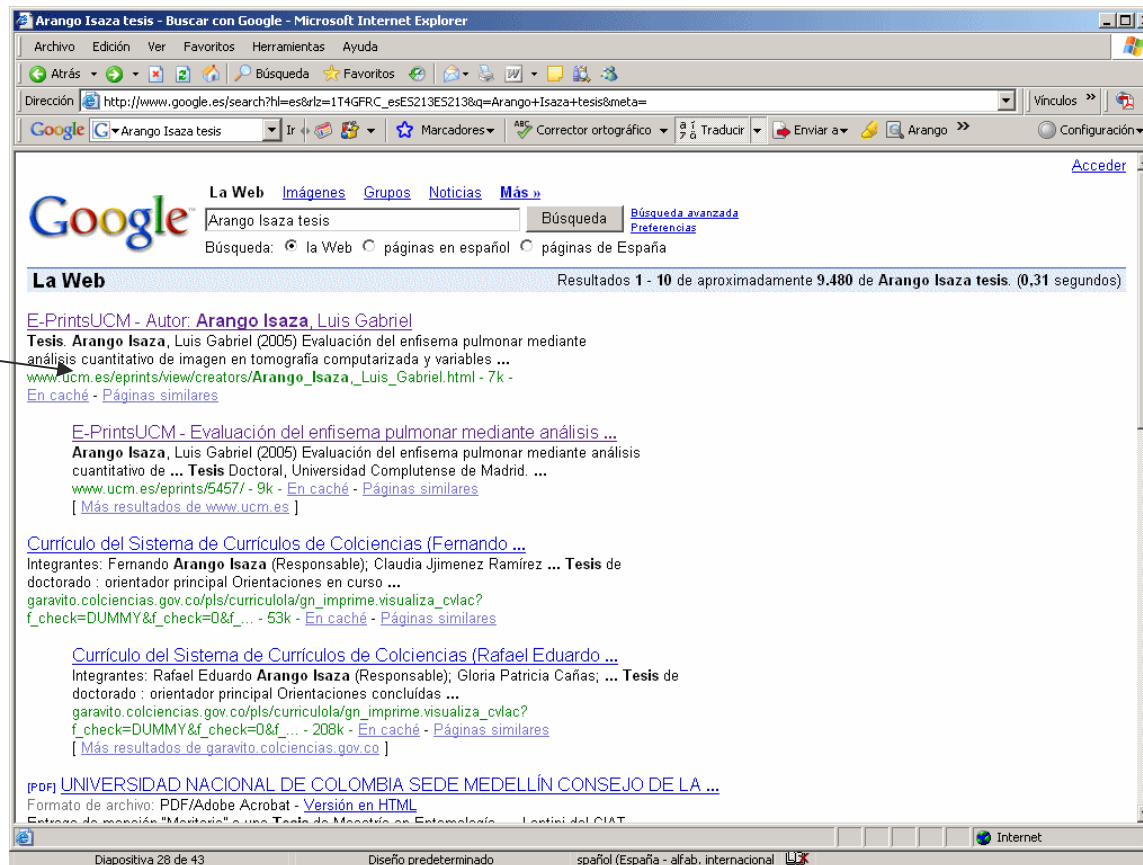 Arango Isaza tesis - Buscar con Google - Microsoft Internet Explorer
Archivo Edición Ver Favoritos Herramientas Ayuda
Atrás Búsqueda Favoritos
Dirección http://www.google.es/search?hl=es&rlz=1T4GFRC_esES213ES213&q=Arango+Isaza+tesis&meta= Vínculos »
Google G Arango Isaza tesis Ir Marcadores ABC Corrector ortográfico Traducir Enviar a Arango » Configuración
Acceder
La Web Imágenes Grupos Noticias Más »
Google™ Arango Isaza tesis Búsqueda Búsqueda avanzada
Preferencias
Búsqueda: la Web páginas en español páginas de España
La Web Resultados 1 - 10 de aproximadamente 9.480 de Arango Isaza tesis. (0,31 segundos)
E-PrintsUCM - Autor: Arango Isaza, Luis Gabriel
Tesis. Arango Isaza, Luis Gabriel (2005) Evaluación del enfisema pulmonar mediante
análisis cuantitativo de imagen en tomografía computarizada y variables ...
www.ucm.es/eprints/view/creators/Arango_Isaza,_Luis_Gabriel.html - 7k -
En caché - Páginas similares
E-PrintsUCM - Evaluación del enfisema pulmonar mediante análisis ...
Arango Isaza, Luis Gabriel (2005) Evaluación del enfisema pulmonar mediante análisis
cuantitativo de ... Tesis Doctoral, Universidad Complutense de Madrid. ...
www.ucm.es/eprints/5457/ - 9k - En caché - Páginas similares
[ Más resultados de www.ucm.es ]
Currículo del Sistema de Currículos de Colciencias (Fernando ...
Integrantes: Fernando Arango Isaza (Responsable); Claudia Jjimenez Ramírez ... Tesis de
doctorado : orientador principal Orientaciones en curso ...
garavito.colciencias.gov.co/pls/curriculola/gn_imprime.visualiza_cvlac?
f_check=DUMMY&f_check=0&f_... - 53k - En caché - Páginas similares
Currículo del Sistema de Currículos de Colciencias (Rafael Eduardo ...
Integrantes: Rafael Eduardo Arango Isaza (Responsable); Gloria Patricia Cañas; ... Tesis de
doctorado : orientador principal Orientaciones concluídas ...
garavito.colciencias.gov.co/pls/curriculola/gn_imprime.visualiza_cvlac?
f_check=DUMMY&f_check=0&f_... - 208k - En caché - Páginas similares
[ Más resultados de garavito.colciencias.gov.co ]
[PDF] UNIVERSIDAD NACIONAL DE COLOMBIA SEDE MEDELLÍN CONSEJO DE LA ...
Formato de archivo: PDF/Adobe Acrobat - Versión en HTML
Entrega de mención "Meritoria" a una Tesis de Maestría en Entomología
Internet
Diapositiva 28 de 43 Diseño predeterminado spañol (España - alfab. internacional